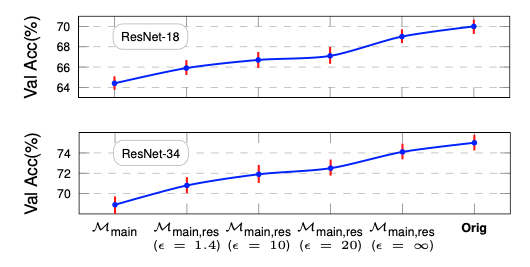 70
68
66
64
Val Acc(%)
ResNet-18
74
72
70
Val Acc(%)
ResNet-34
ℳmain ℳmain,res ℳmain,res ℳmain,res ℳmain,res Orig
(ϵ = 1.4) (ϵ = 10) (ϵ = 20) (ϵ = ∞)